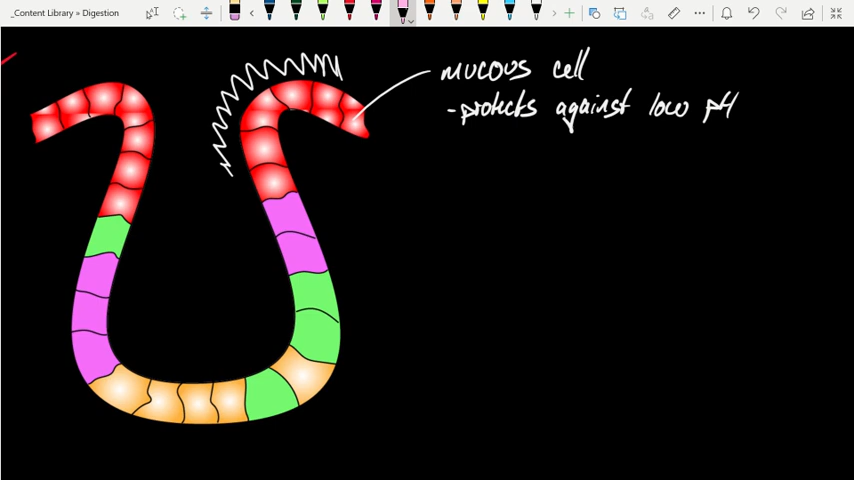 _Content Library » Digestion
mucous cell
-protects against low pH